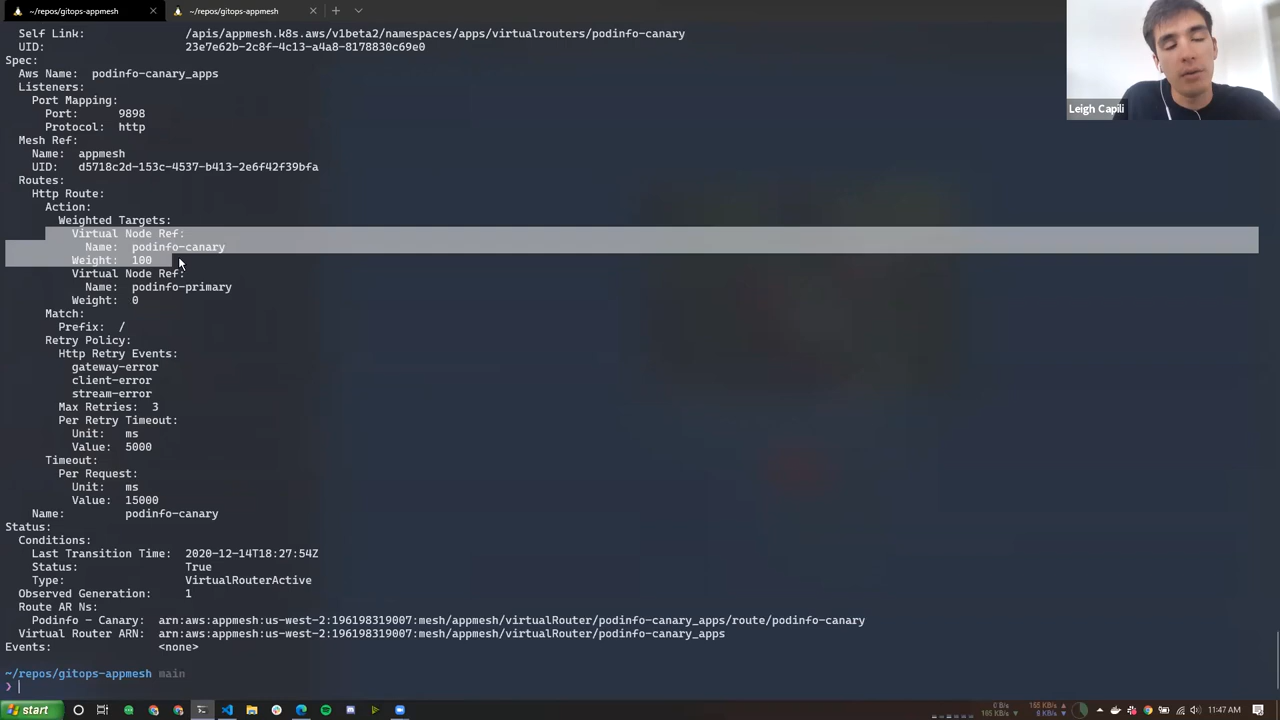 ~/repos/gitops-appmesh
~/repos/gitops-appmesh
Self Link: /apis/appmesh.k8s.aws/v1beta2/namespaces/apps/virtualrouters/podinfo-canary
UID: 23e7e62b-2c8f-4c13-a4a8-8178830c69e0
Spec:
Aws Name: podinfo-canary_apps
Listeners:
Port Mapping:
Port: 9898
Protocol: http
Mesh Ref:
Name: appmesh
UID: d5718c2d-153c-4537-b413-2e6f42f39bfa
Routes:
Http Route:
Action:
Weighted Targets:
Virtual Node Ref:
Name: podinfo-canary
Weight: 100
Virtual Node Ref:
Name: podinfo-primary
Weight: 0
Match:
Prefix: /
Retry Policy:
Http Retry Events:
gateway-error
client-error
stream-error
Max Retries: 3
Per Retry Timeout:
Unit: ms
Value: 5000
Timeout:
Per Request:
Unit: ms
Value: 15000
Name: podinfo-canary
Status:
Conditions:
Last Transition Time: 2020-12-14T18:27:54Z
Status: True
Type: VirtualRouterActive
Observed Generation: 1
Route AR Ns:
Podinfo - Canary: arn:aws:appmesh:us-west-2:196198319007:mesh/appmesh/virtualRouter/podinfo-canary_apps/route/podinfo-canary
Virtual Router ARN: arn:aws:appmesh:us-west-2:196198319007:mesh/appmesh/virtualRouter/podinfo-canary_apps
Events: <none>
~/repos/gitops-appmesh main
❯
Leigh Capili
start
11:47 AM